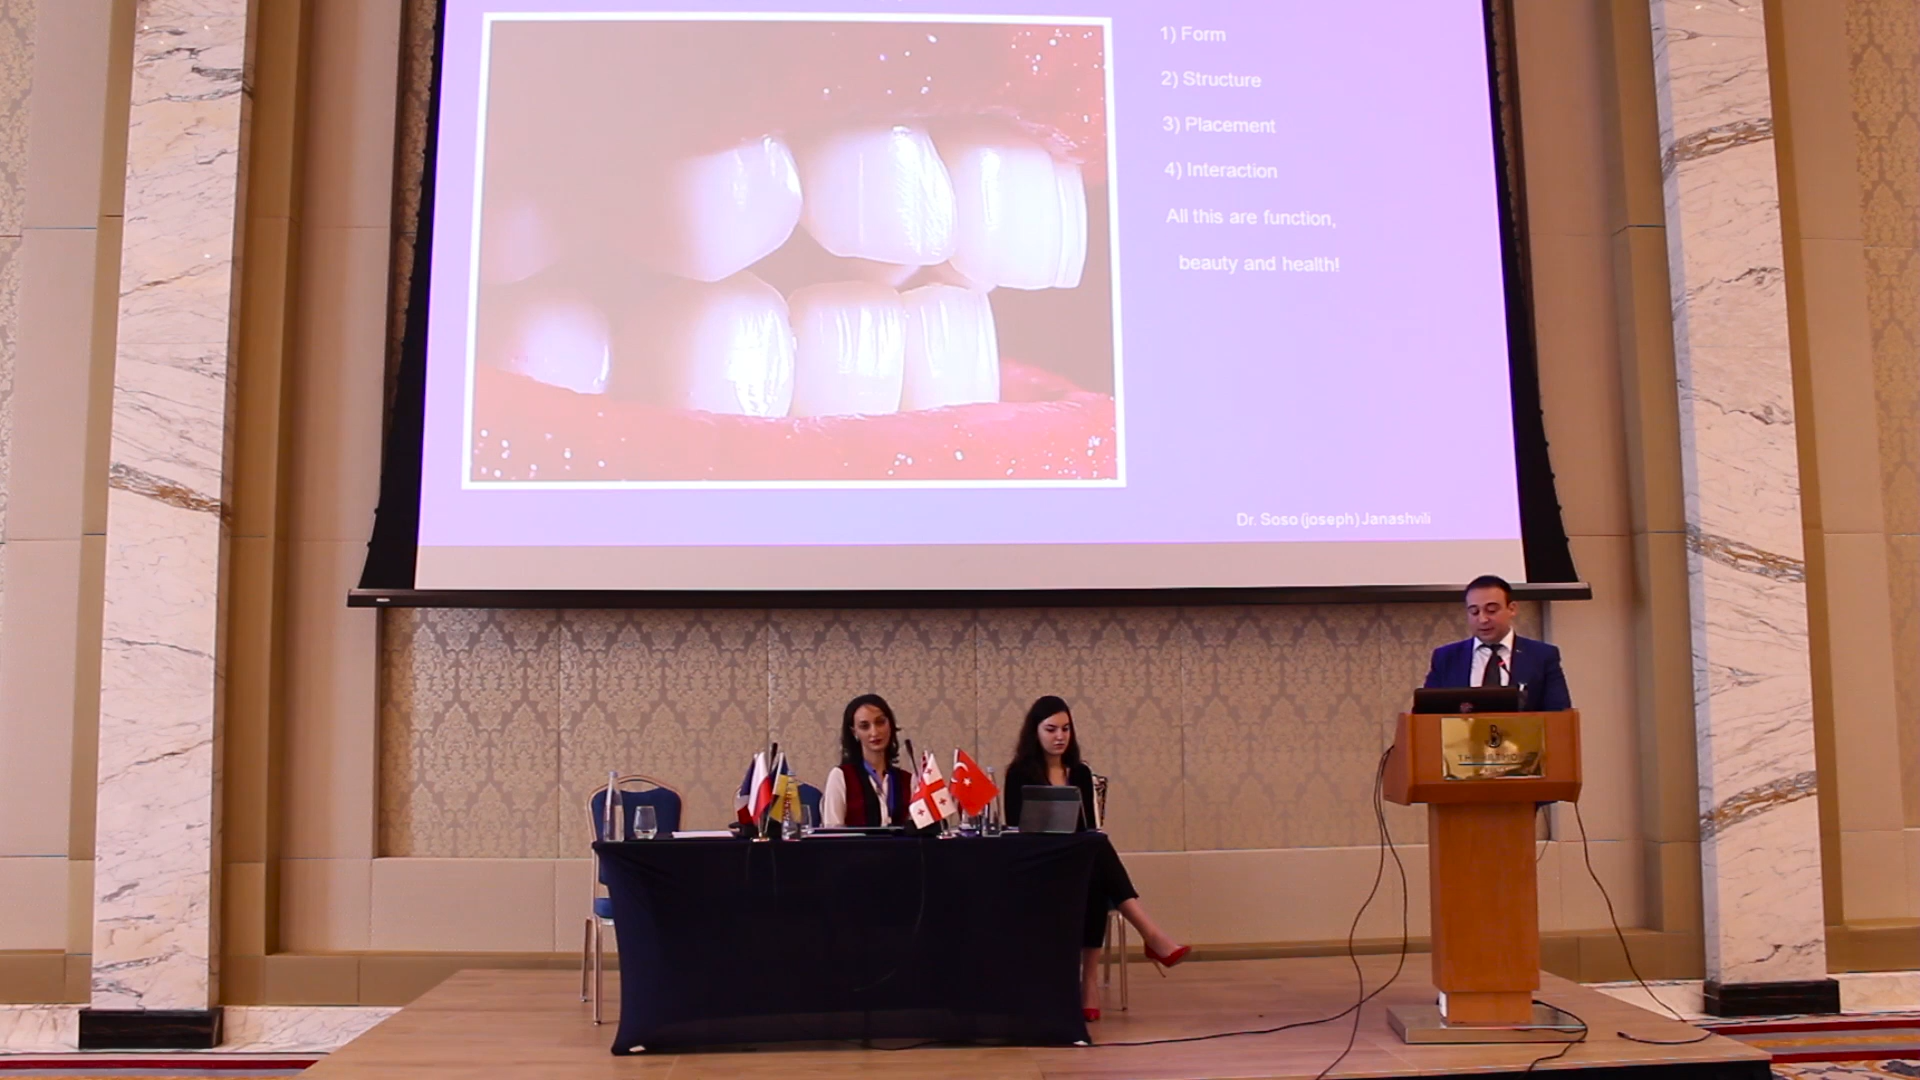 1) Form
2) Structure
3) Placement
4) Interaction
All this are function,
beauty and health!
Dr. Soso (joseph) Janashvili